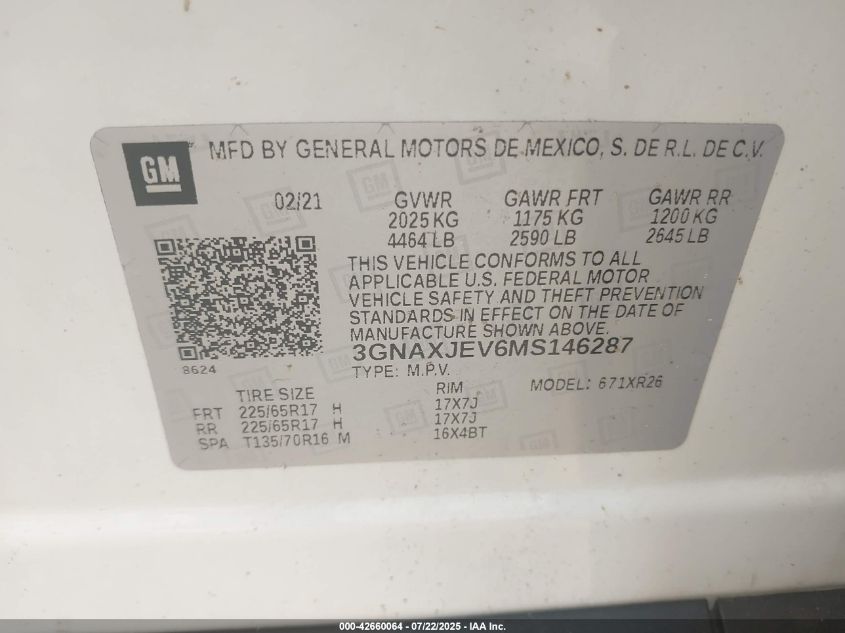 GM MFD BY GENERAL MOTORS DE MEXICO, S. DE R.L. DE C.V.
02/21 GVWR GAWR FRT GAWR RR
2025 KG 1175 KG 1200 KG
4464 LB 2590 LB 2645 LB
THIS VEHICLE CONFORMS TO ALL
APPLICABLE U.S. FEDERAL MOTOR
VEHICLE SAFETY AND THEFT PREVENTION
STANDARDS IN EFFECT ON THE DATE OF
MANUFACTURE SHOWN ABOVE.
3GNAXJEV6MS146287
8624 TYPE: M.P.V. MODEL: 671XR26
TIRE SIZE RIM
FRT 225/65R17 H 17X7J
RR 225/65R17 H 17X7J
SPA T135/70R16 M 16X4BT
000-42660064 - 07/22/2025 - IAA Inc.